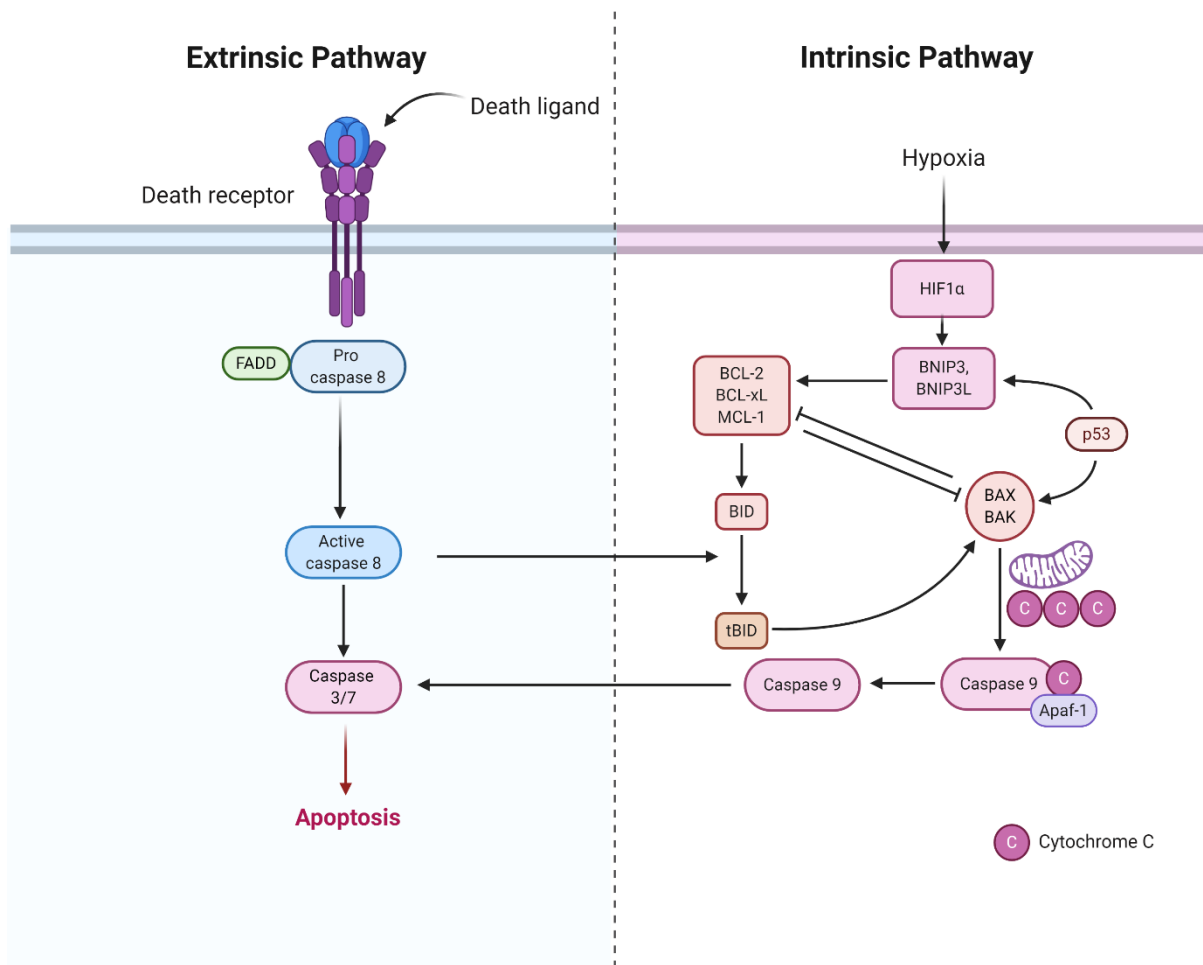 Extrinsic Pathway
Death ligand
Death receptor
FADD
Pro
caspase 8
Active
caspase 8
Caspase
3/7
Apoptosis
Intrinsic Pathway
Hypoxia
HIF1α
BNIP3,
BNIP3L
BCL-2
BCL-xL
MCL-1
p53
BID
BAX
BAK
C C C
tBID
Caspase 9
Caspase 9
C
Apaf-1
C
Cytochrome C